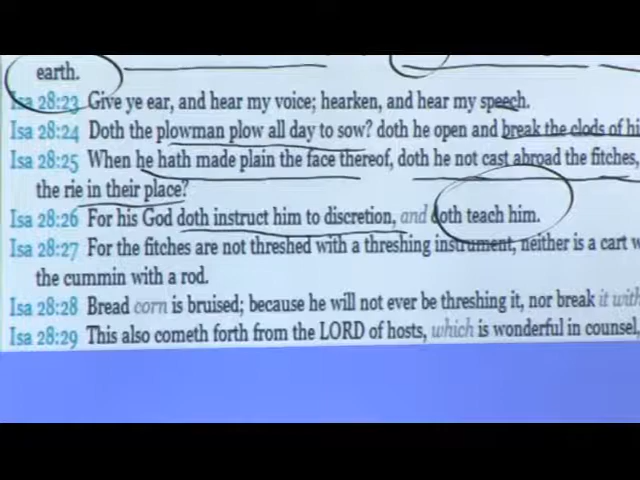 earth.
Isa 28:23 Give ye ear, and hear my voice; hearken, and hear my speech.
Isa 28:24 Doth the plowman plow all day to sow? doth he open and break the clods of hi
Isa 28:25 When he hath made plain the face thereof, doth he not cast abroad the fitches,
the rie in their place?
Isa 28:26 For his God doth instruct him to discretion, and doth teach him.
Isa 28:27 For the fitches are not threshed with a threshing instrument, neither is a cart w
the cummin with a rod.
Isa 28:28 Bread corn is bruised; because he will not ever be threshing it, nor break it with
Isa 28:29 This also cometh forth from the LORD of hosts, which is wonderful in counsel,